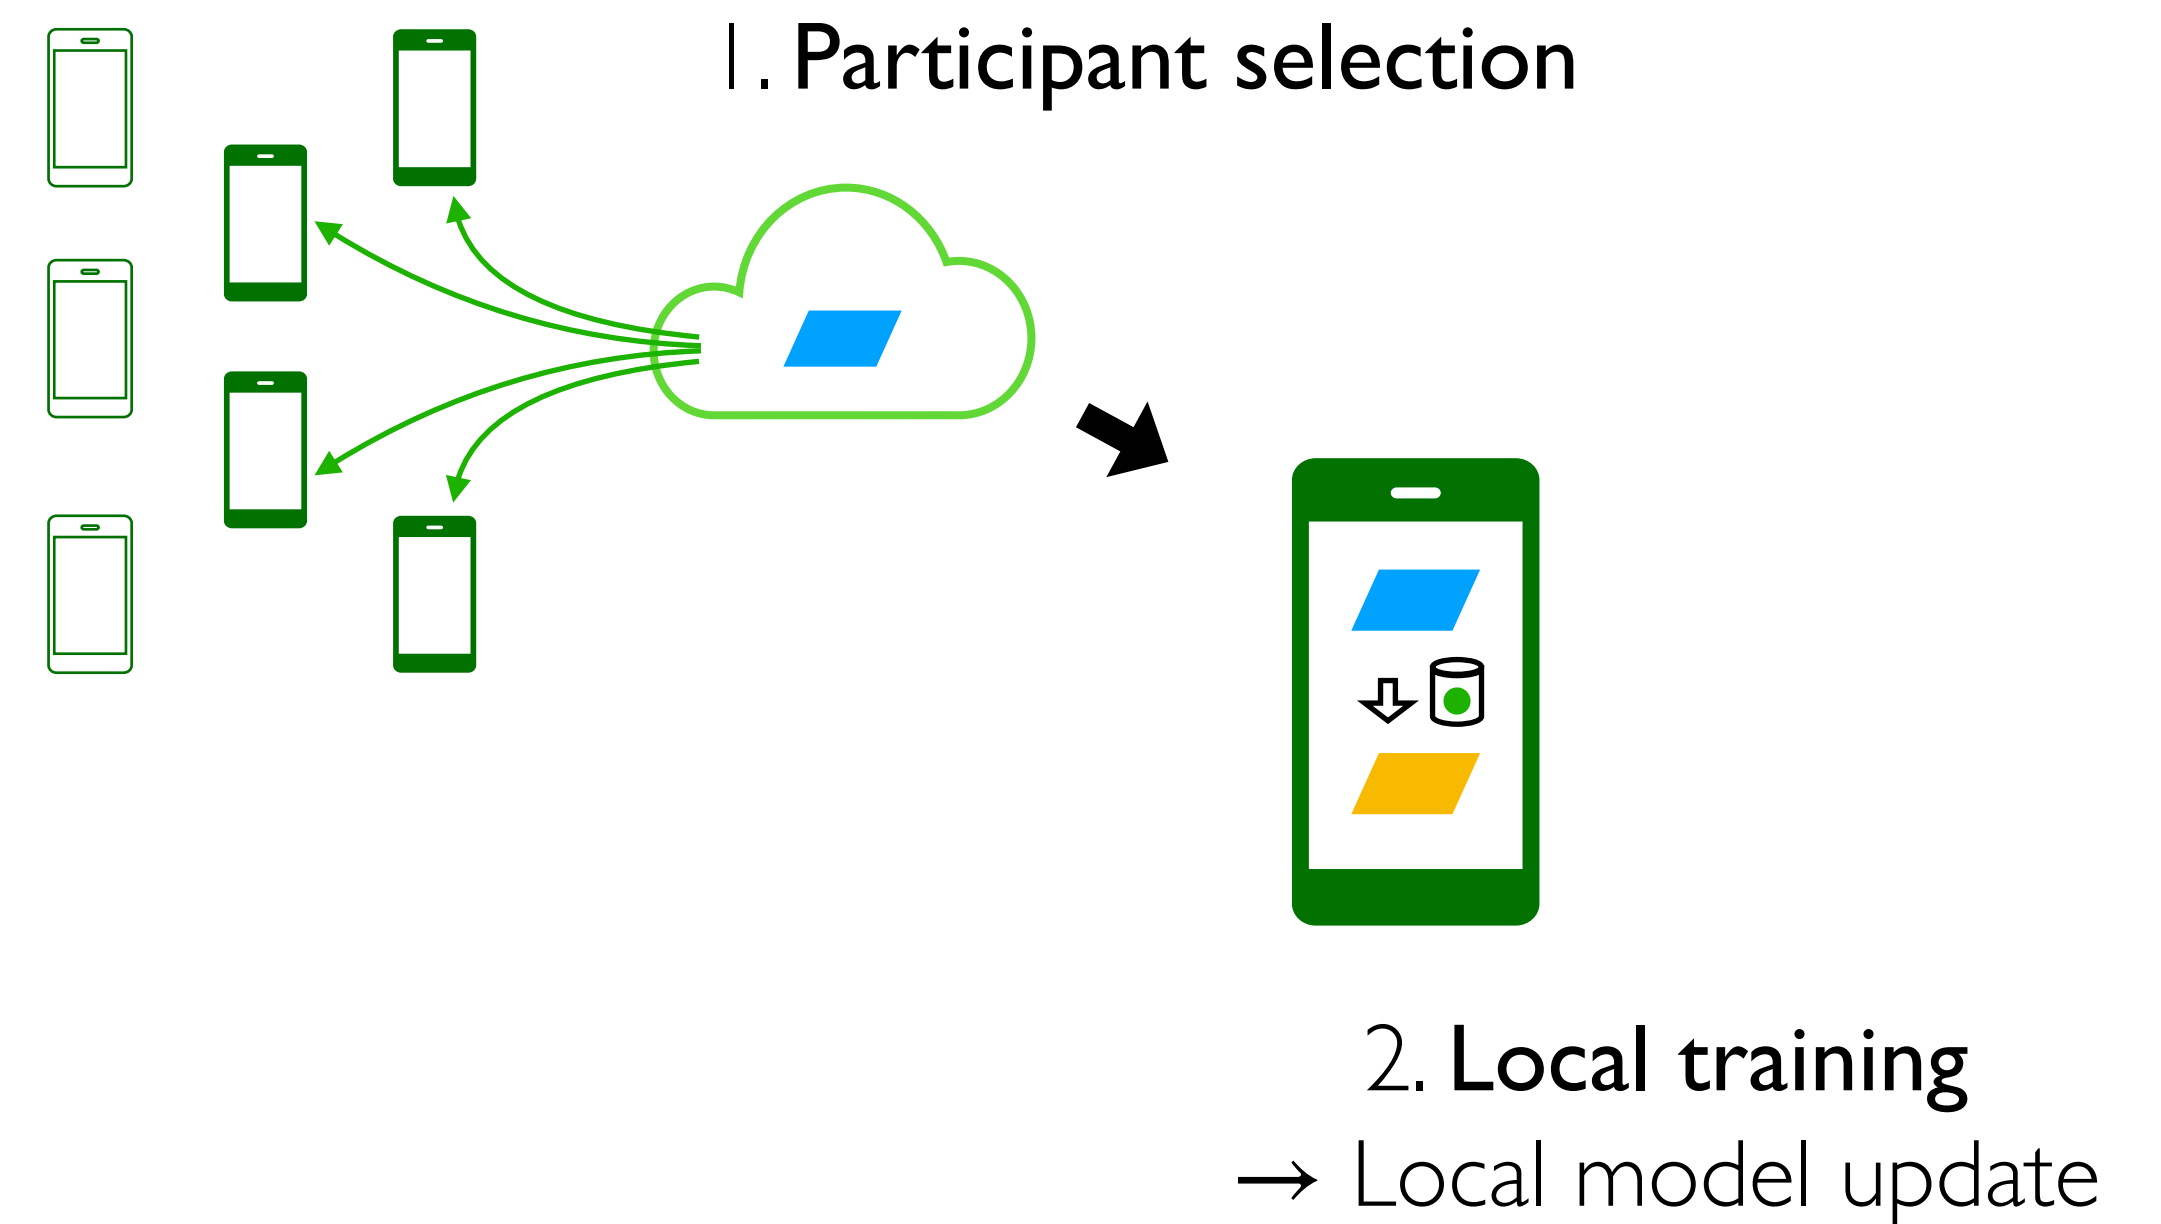 1. Participant selection
2. Local training
→ Local model update